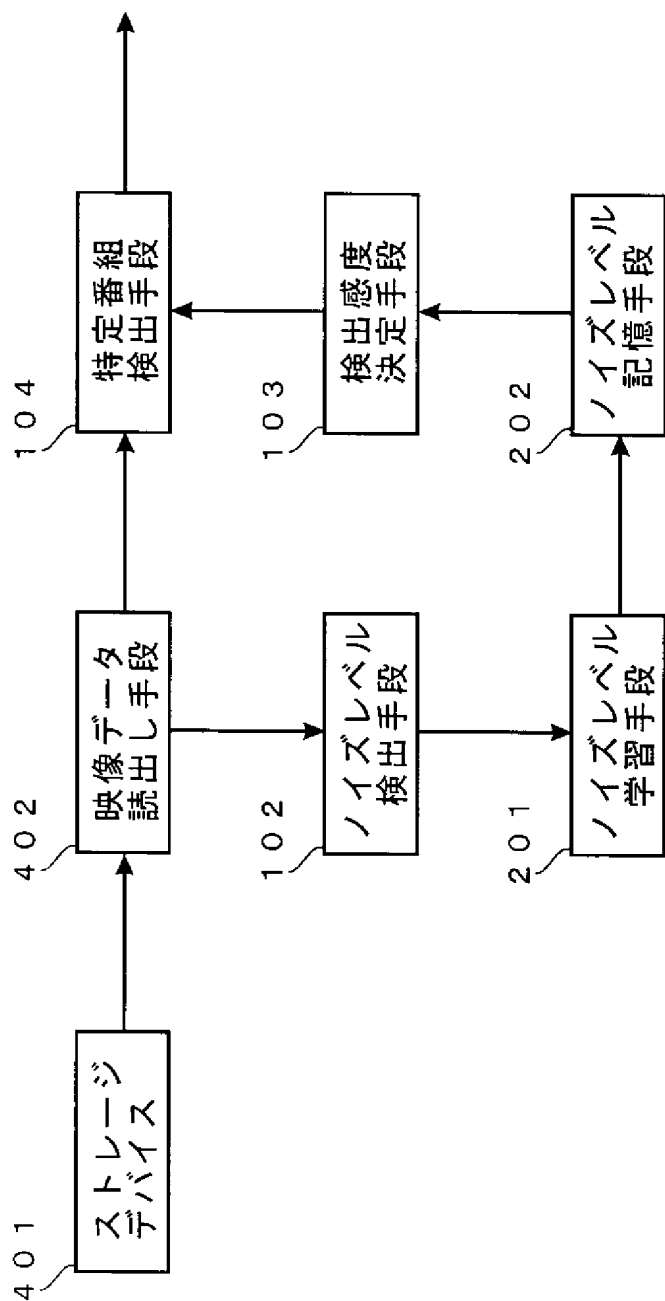 401
ストレージ
デバイス
402
映像データ
読出し手段
104
特定番組
検出手段
102
ノイズレベル
検出手段
103
検出感度
決定手段
201
ノイズレベル
学習手段
202
ノイズレベル
記憶手段